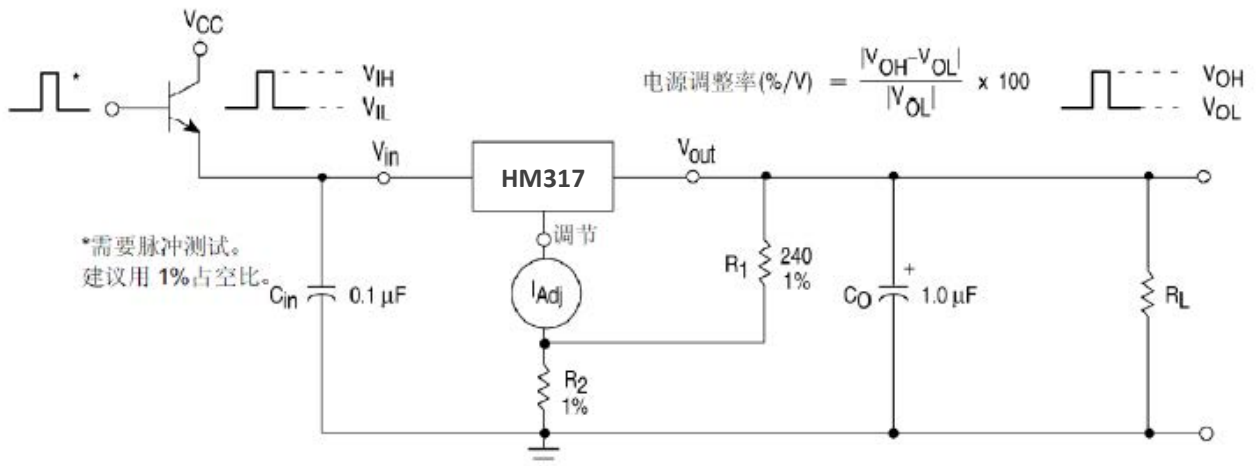 VCC
*
VIH
VIL
电源调整率(%/V) = |VOH-VOL| / |VOL| x 100
VOH
VOL
Vin
HM317
Vout
*需要脉冲测试。
建议用 1%占空比。
调节
Cin
0.1 μF
IAdj
R1
240
1%
CO
+
1.0 μF
RL
R2
1%